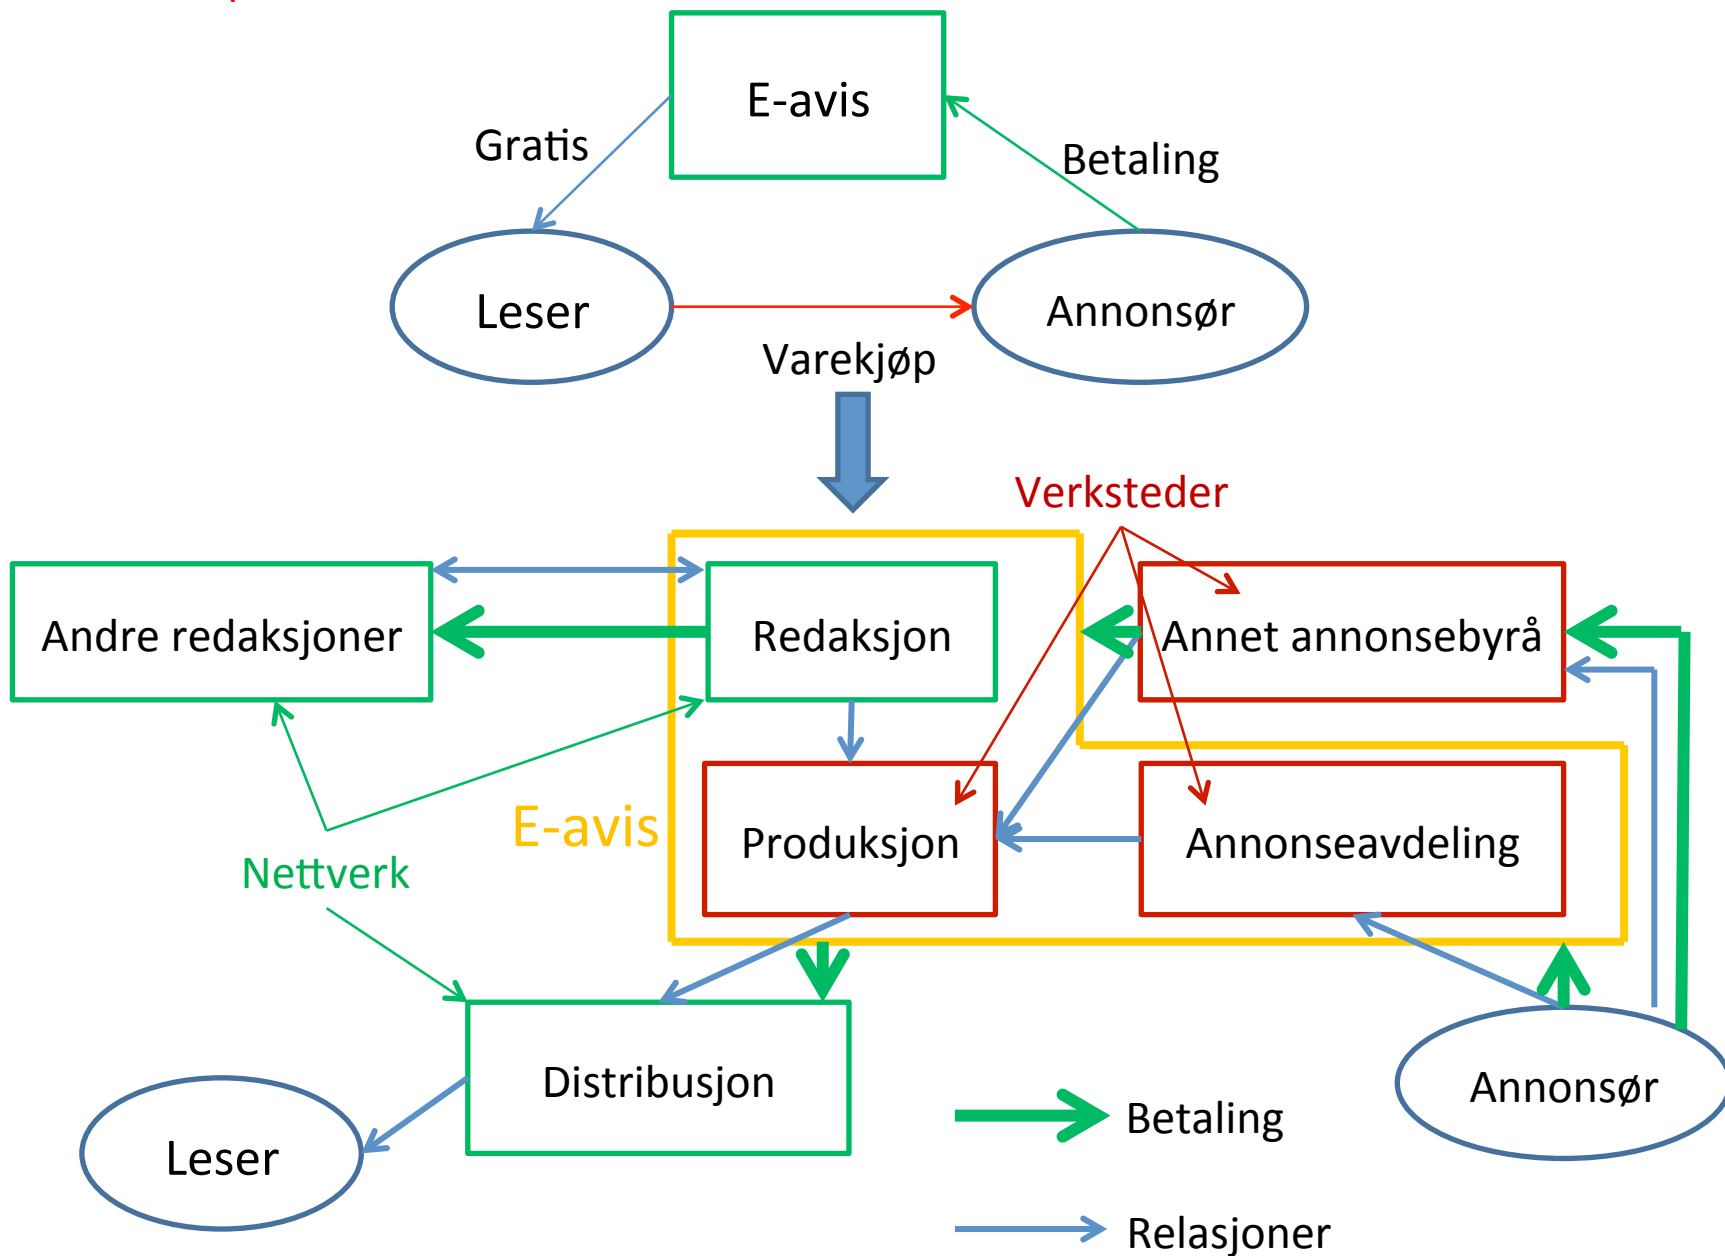 E-avis
Gratis
Betaling
Leser
Annonsør
Varekjøp
Verksteder
Andre redaksjoner
Redaksjon
Annet annonsebyrå
E-avis
Produksjon
Annonseavdeling
Nettverk
Distribusjon
Annonsør
Betaling
Leser
Relasjoner